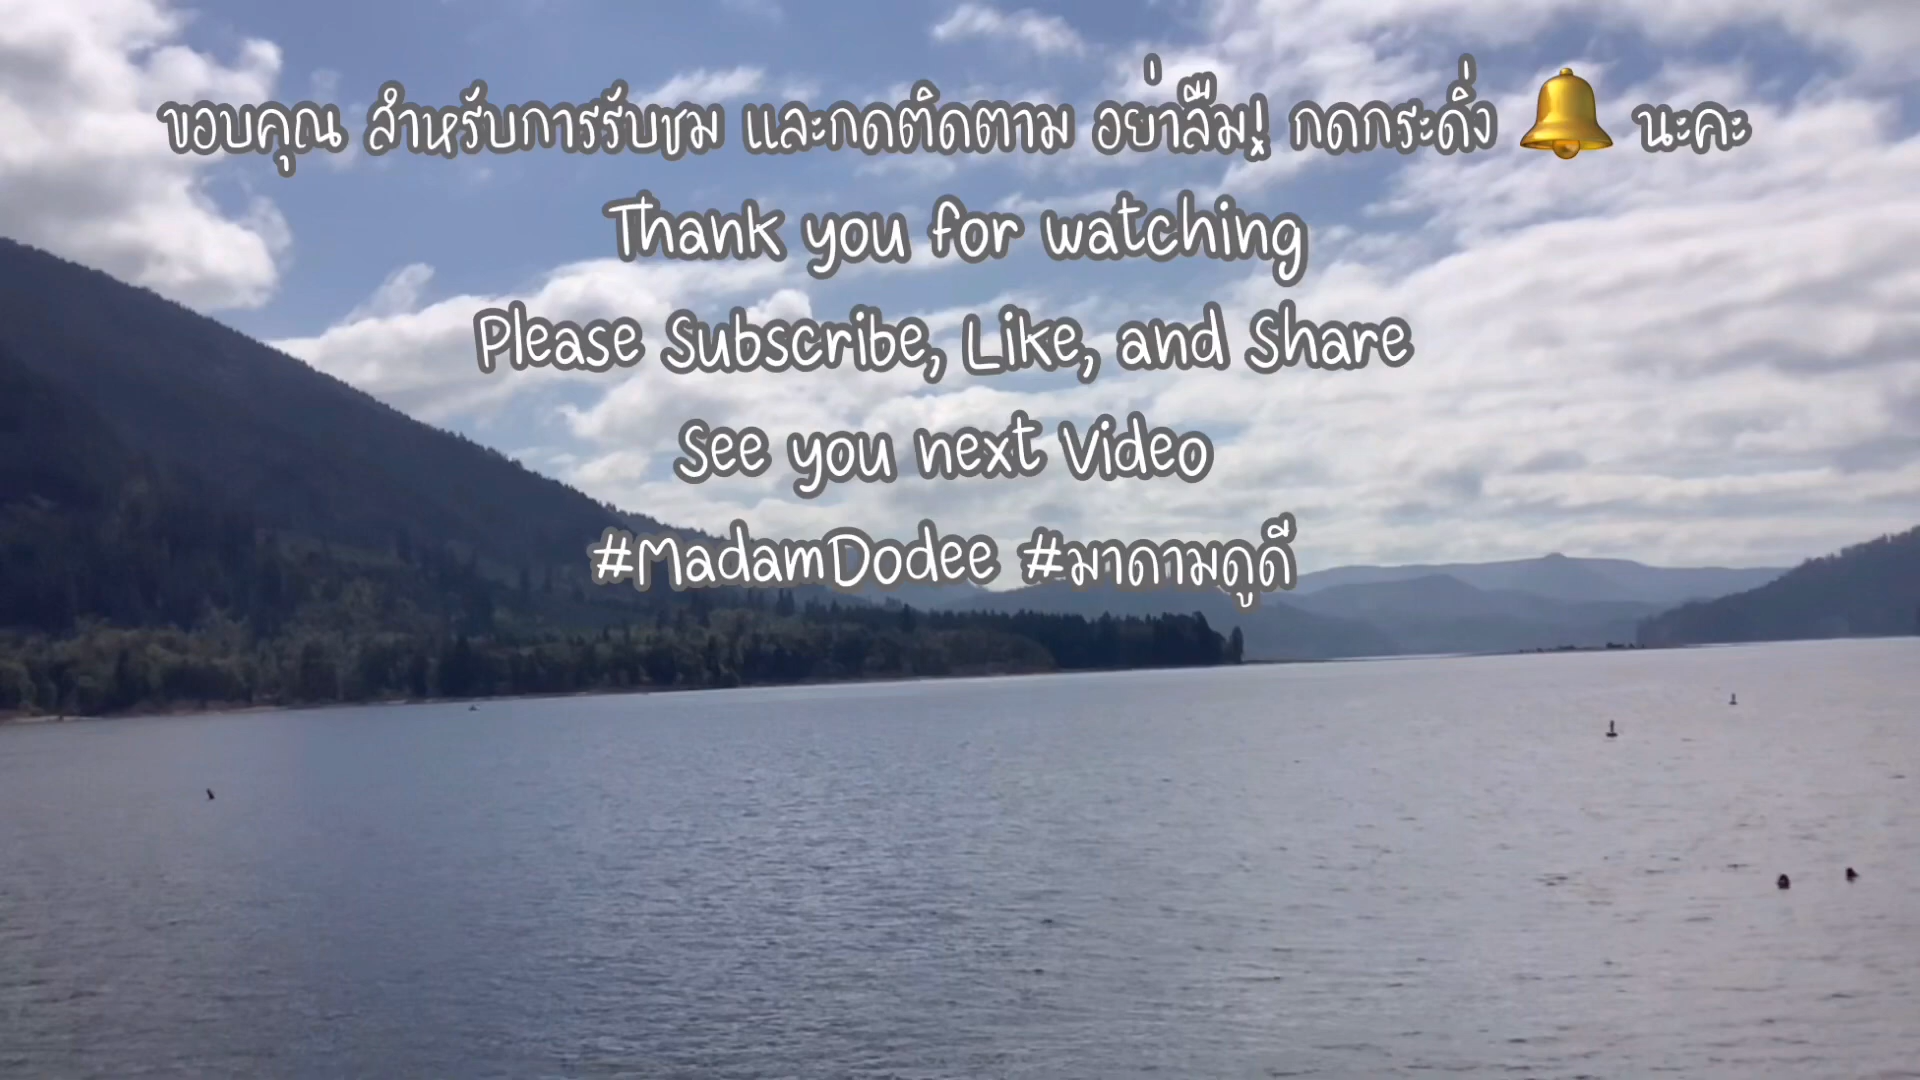 ขอบคุณ สำหรับการรับชม และกดติดตาม อย่าลืม! กดกระดิ่ง 🔔 นะคะ
Thank you for watching
Please Subscribe, Like, and Share
See you next Video
#MadamDodee #มาดามดูดี